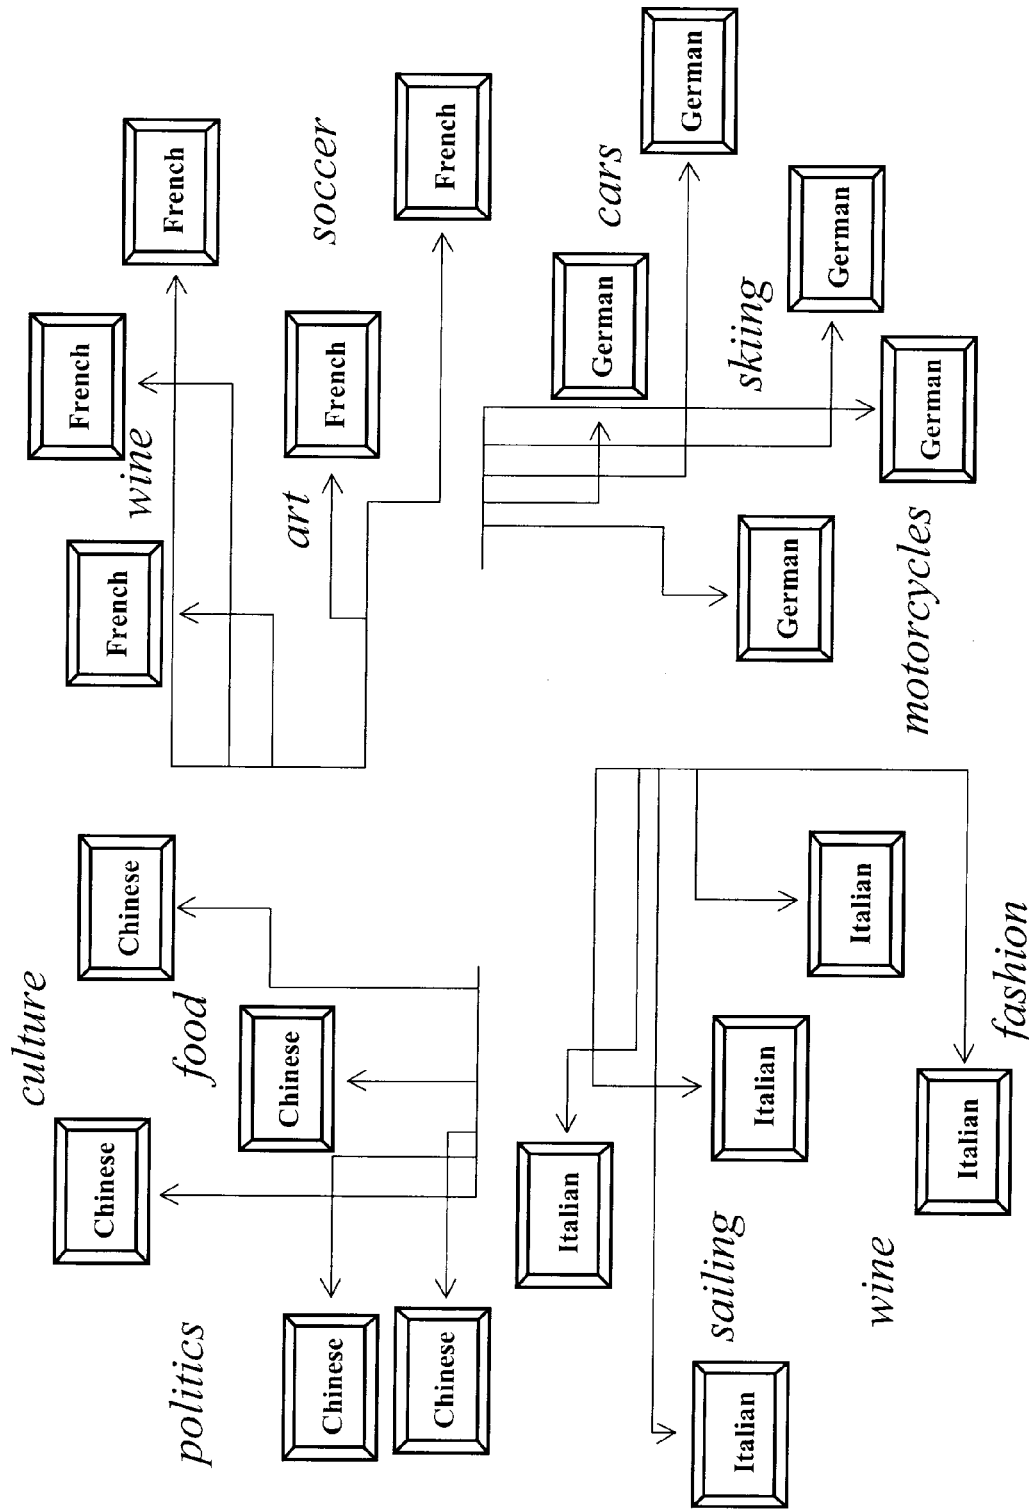 culture
French
Chinese
French
Chinese
wine
French
politics
food
Chinese
art
soccer
Chinese
French
Chinese
French
Italian
German
cars
German
sailing
Italian
skiing
Italian
German
German
Italian
wine
motorcycles
German
Italian
fashion